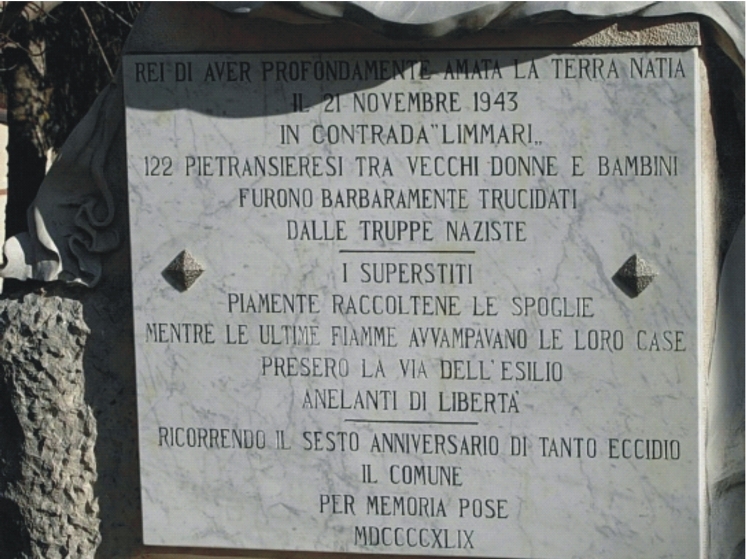 REI DI AVER PROFONDAMENTE AMATA LA TERRA NATIA
IL 21 NOVEMBRE 1943
IN CONTRADA "LIMMARI„
122 PIETRANSIERESI TRA VECCHI DONNE E BAMBINI
FURONO BARBARAMENTE TRUCIDATI
DALLE TRUPPE NAZISTE
I SUPERSTITI
PIAMENTE RACCOLTENE LE SPOGLIE
MENTRE LE ULTIME FIAMME AVVAMPAVANO LE LORO CASE
PRESERO LA VIA DELL'ESILIO
ANELANTI DI LIBERTA'
RICORRENDO IL SESTO ANNIVERSARIO DI TANTO ECCIDIO
IL COMUNE
PER MEMORIA POSE
MDCCCCXLIX